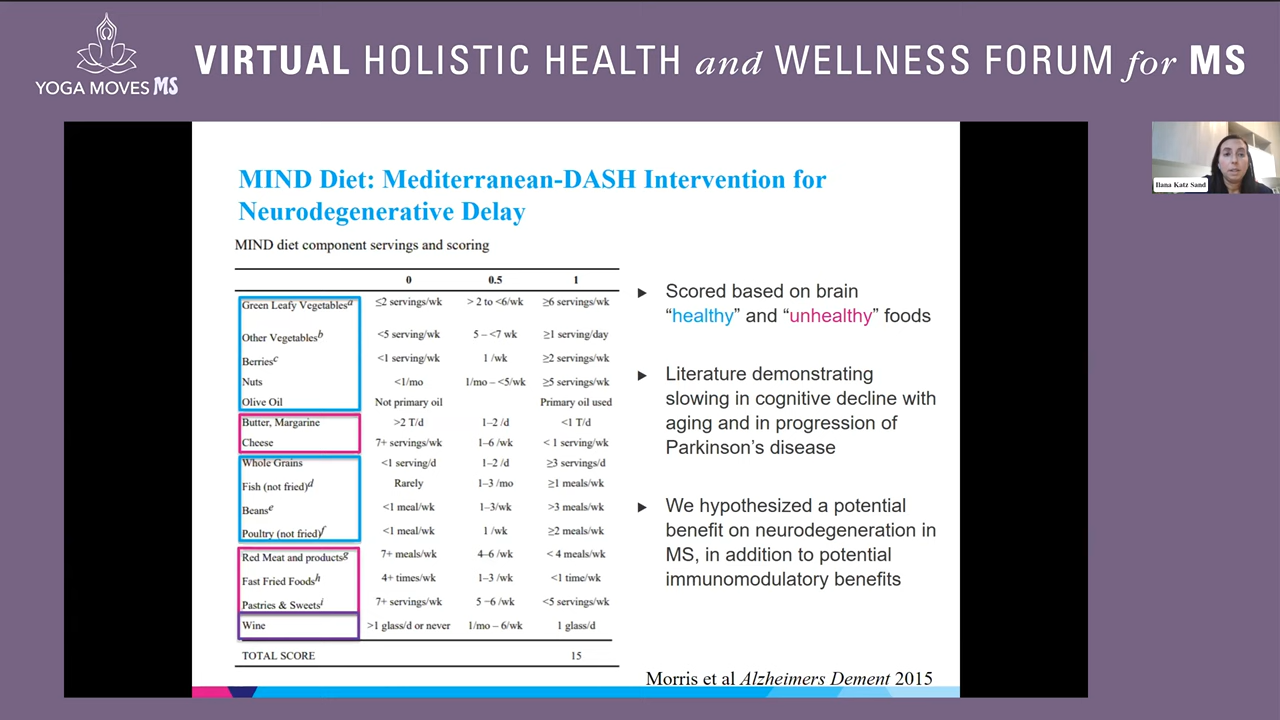 YOGA MOVES MS
VIRTUAL HOLISTIC HEALTH and WELLNESS FORUM for MS
Ilana Katz Sand
MIND Diet: Mediterranean-DASH Intervention for
Neurodegenerative Delay
MIND diet component servings and scoring
0 0.5 1
Green Leafy Vegetablesa ≤2 servings/wk > 2 to <6/wk ≥6 servings/wk
Other Vegetablesb <5 serving/wk 5 – <7 wk ≥1 serving/day
Berriesc <1 serving/wk 1 /wk ≥2 servings/wk
Nuts <1/mo 1/mo – <5/wk ≥5 servings/wk
Olive Oil Not primary oil Primary oil used
Butter, Margarine >2 T/d 1–2 /d <1 T/d
Cheese 7+ servings/wk 1–6 /wk < 1 serving/wk
Whole Grains <1 serving/d 1–2 /d ≥3 servings/d
Fish (not fried)d Rarely 1–3 /mo ≥1 meals/wk
Beanse <1 meal/wk 1–3/wk >3 meals/wk
Poultry (not fried)f <1 meal/wk 1 /wk ≥2 meals/wk
Red Meat and productsg 7+ meals/wk 4–6 /wk < 4 meals/wk
Fast Fried Foodsh 4+ times/wk 1–3 /wk <1 time/wk
Pastries & Sweetsi 7+ servings/wk 5 –6 /wk <5 servings/wk
Wine >1 glass/d or never 1/mo – 6/wk 1 glass/d
TOTAL SCORE 15
Scored based on brain
“healthy” and “unhealthy” foods
Literature demonstrating
slowing in cognitive decline with
aging and in progression of
Parkinson’s disease
We hypothesized a potential
benefit on neurodegeneration in
MS, in addition to potential
immunomodulatory benefits
Morris et al Alzheimers Dement 2015